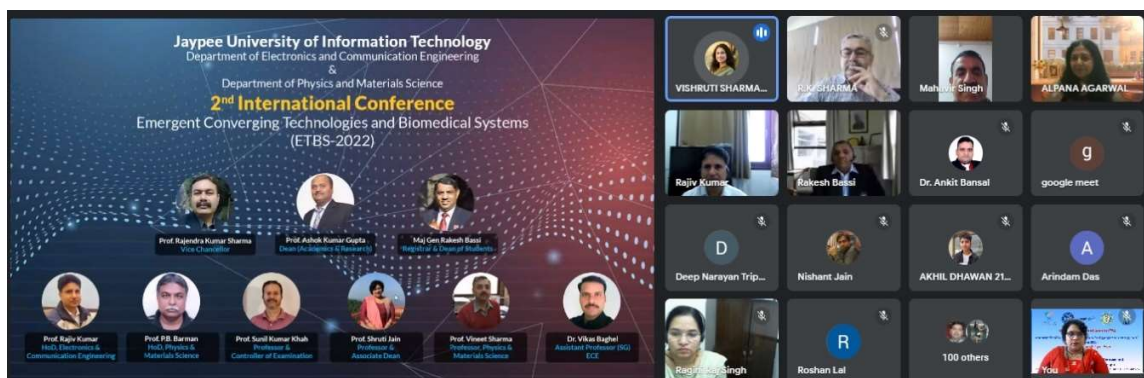 Jaypee University of Information Technology
Department of Electronics and Communication Engineering
&
Department of Physics and Materials Science
2nd International Conference
Emergent Converging Technologies and Biomedical Systems
(ETBS-2022)
Prof. Rajendra Kumar Sharma
Vice Chancellor
Prof. Ashok Kumar Gupta
Dean (Academics & Research)
Maj Gen Rakesh Bassi
Registrar & Dean of Students
Prof. Rajiv Kumar
HoD, Electronics &
Communication Engineering
Prof. P.B. Barman
HoD, Physics &
Materials Science
Prof. Sunil Kumar Khah
Professor &
Controller of Examination
Prof. Shruti Jain
Professor &
Associate Dean
Prof. Vineet Sharma
Professor, Physics &
Materials Science
Dr. Vikas Baghel
Assistant Professor (SG)
ECE
VISHRUTI SHARMA...
R.K. SHARMA
Mahavir Singh
ALPANA AGARWAL
Rajiv Kumar
Rakesh Bassi
Dr. Ankit Bansal
g
google meet
D
Deep Narayan Trip...
Nishant Jain
AKHIL DHAWAN 21...
A
Arindam Das
Singh
R
Roshan Lal
100 others
You